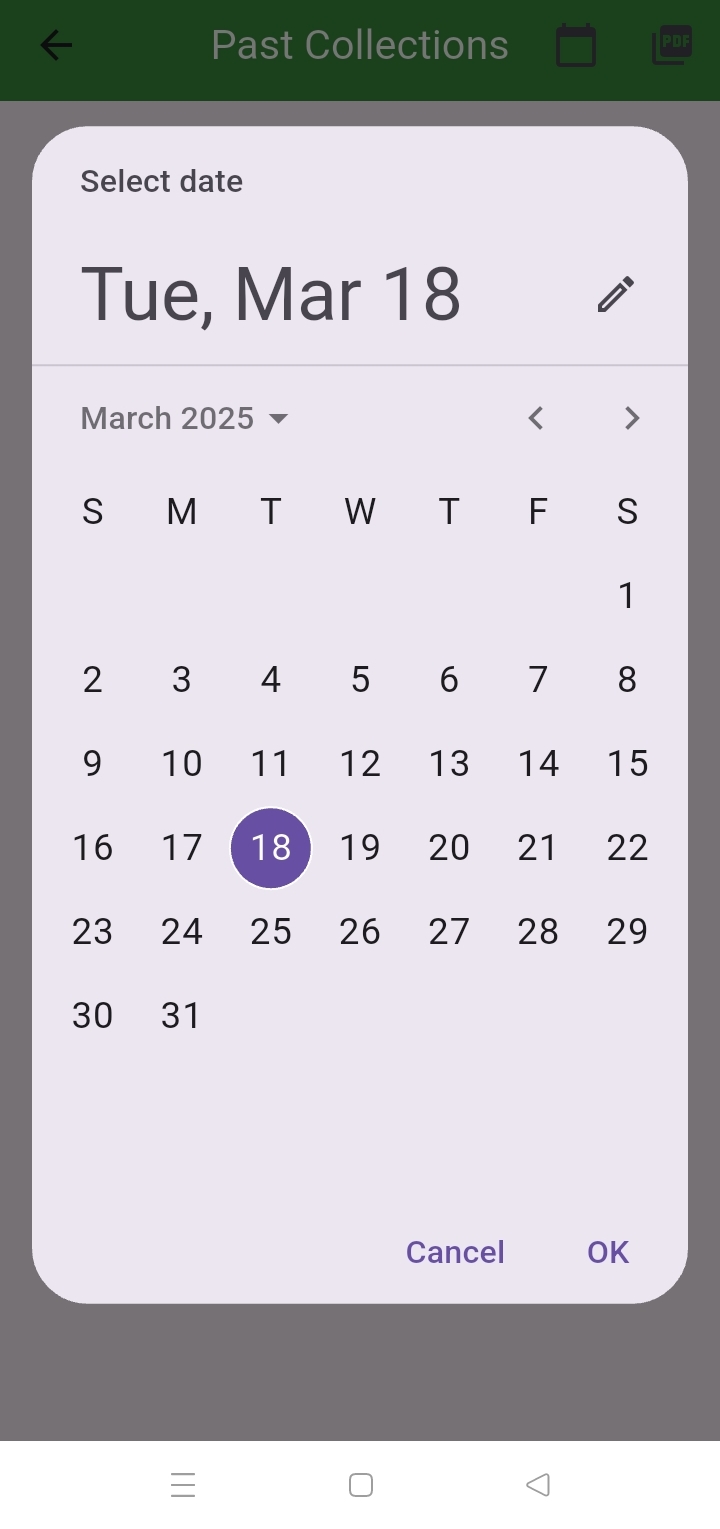 Past Collections
PDF
Select date
Tue, Mar 18
March 2025
S M T W T F S
1
2 3 4 5 6 7 8
9 10 11 12 13 14 15
16 17 18 19 20 21 22
23 24 25 26 27 28 29
30 31
Cancel OK